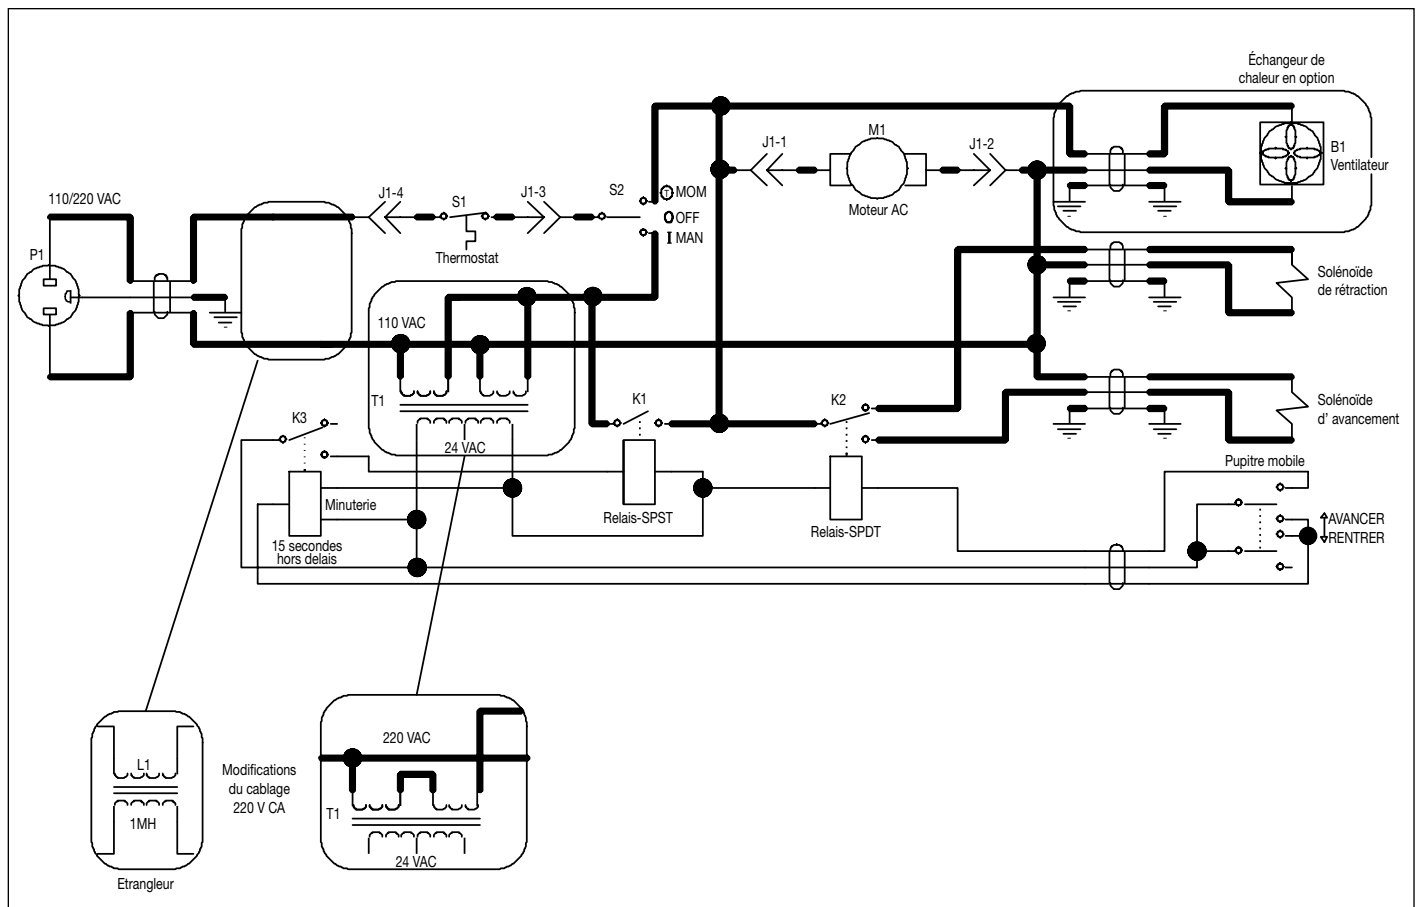 Échangeur de
chaleur en option
110/220 VAC
P1
J1-4
S1
Thermostat
J1-3
S2
T MOM
O OFF
I MAN
J1-1
M1
Moteur AC
J1-2
B1
Ventilateur
Solénoïde
de rétraction
110 VAC
T1
24 VAC
K3
Minuterie
15 secondes
hors delais
K1
Relais-SPST
K2
Relais-SPDT
Solénoïde
d' avancement
Pupitre mobile
AVANCER
RENTRER
L1
1MH
Etrangleur
Modifications
du cablage
220 V CA
220 VAC
T1
24 VAC